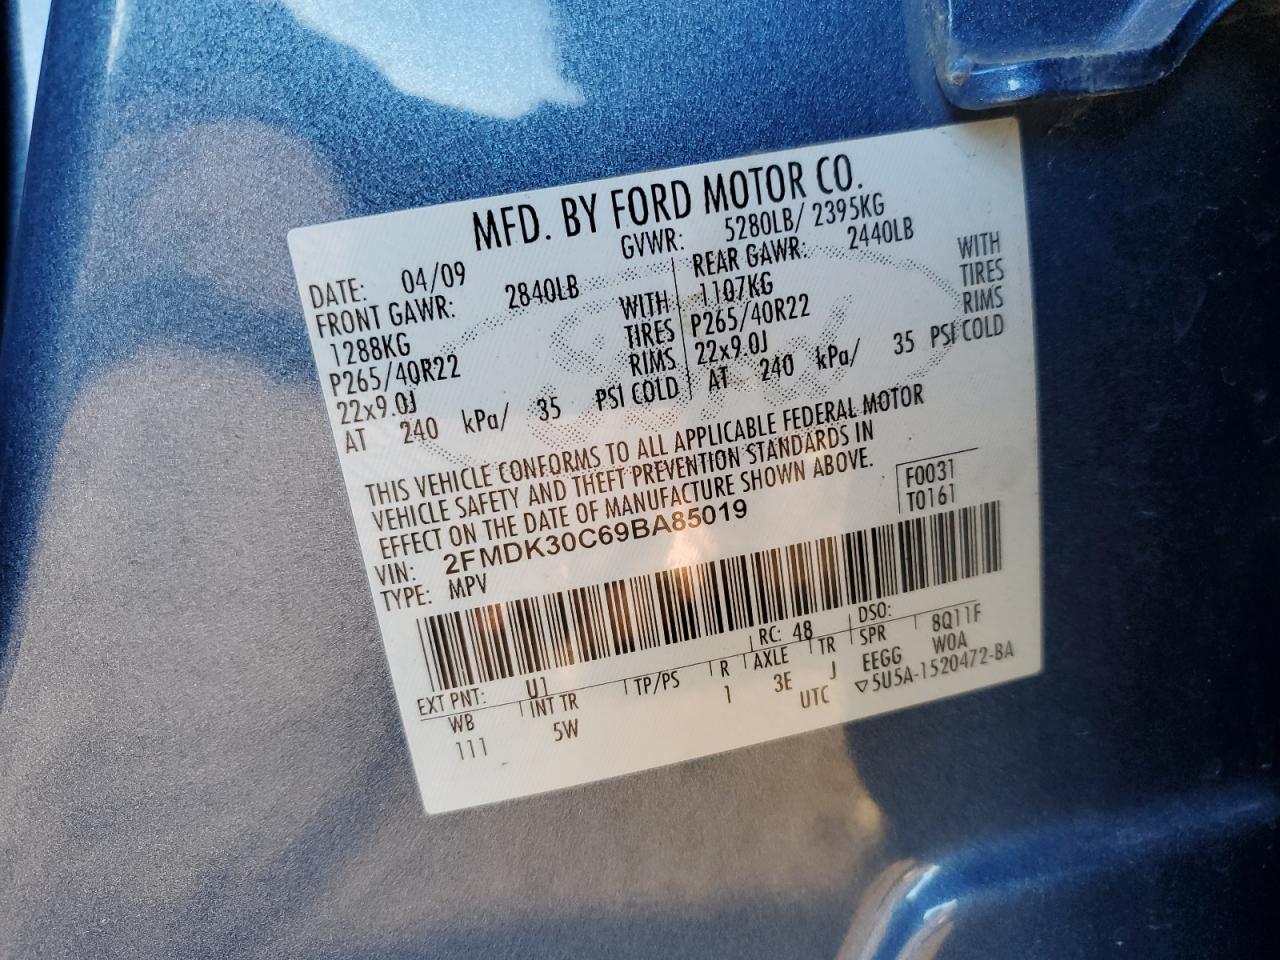 MFD. BY FORD MOTOR CO.
DATE: 04/09 GVWR: 5280LB/ 2395KG
FRONT GAWR: 2840LB REAR GAWR: 2440LB
1288KG WITH 1107KG WITH
P265/40R22 TIRES P265/40R22 TIRES
22x9.0J RIMS 22x9.0J RIMS
AT 240 kPa/ 35 PSI COLD AT 240 kPa/ 35 PSI COLD
THIS VEHICLE CONFORMS TO ALL APPLICABLE FEDERAL MOTOR
VEHICLE SAFETY AND THEFT PREVENTION STANDARDS IN
EFFECT ON THE DATE OF MANUFACTURE SHOWN ABOVE.
F0031
VIN: 2FMDK30C69BA85019 T0161
TYPE: MPV
EXT PNT: U1 RC: 48 DSO:
WB INT TR TP/PS R AXLE TR SPR 8Q11F
111 5W 1 3E J EEGG WOA
UTC ▽5U5A-1520472-BA